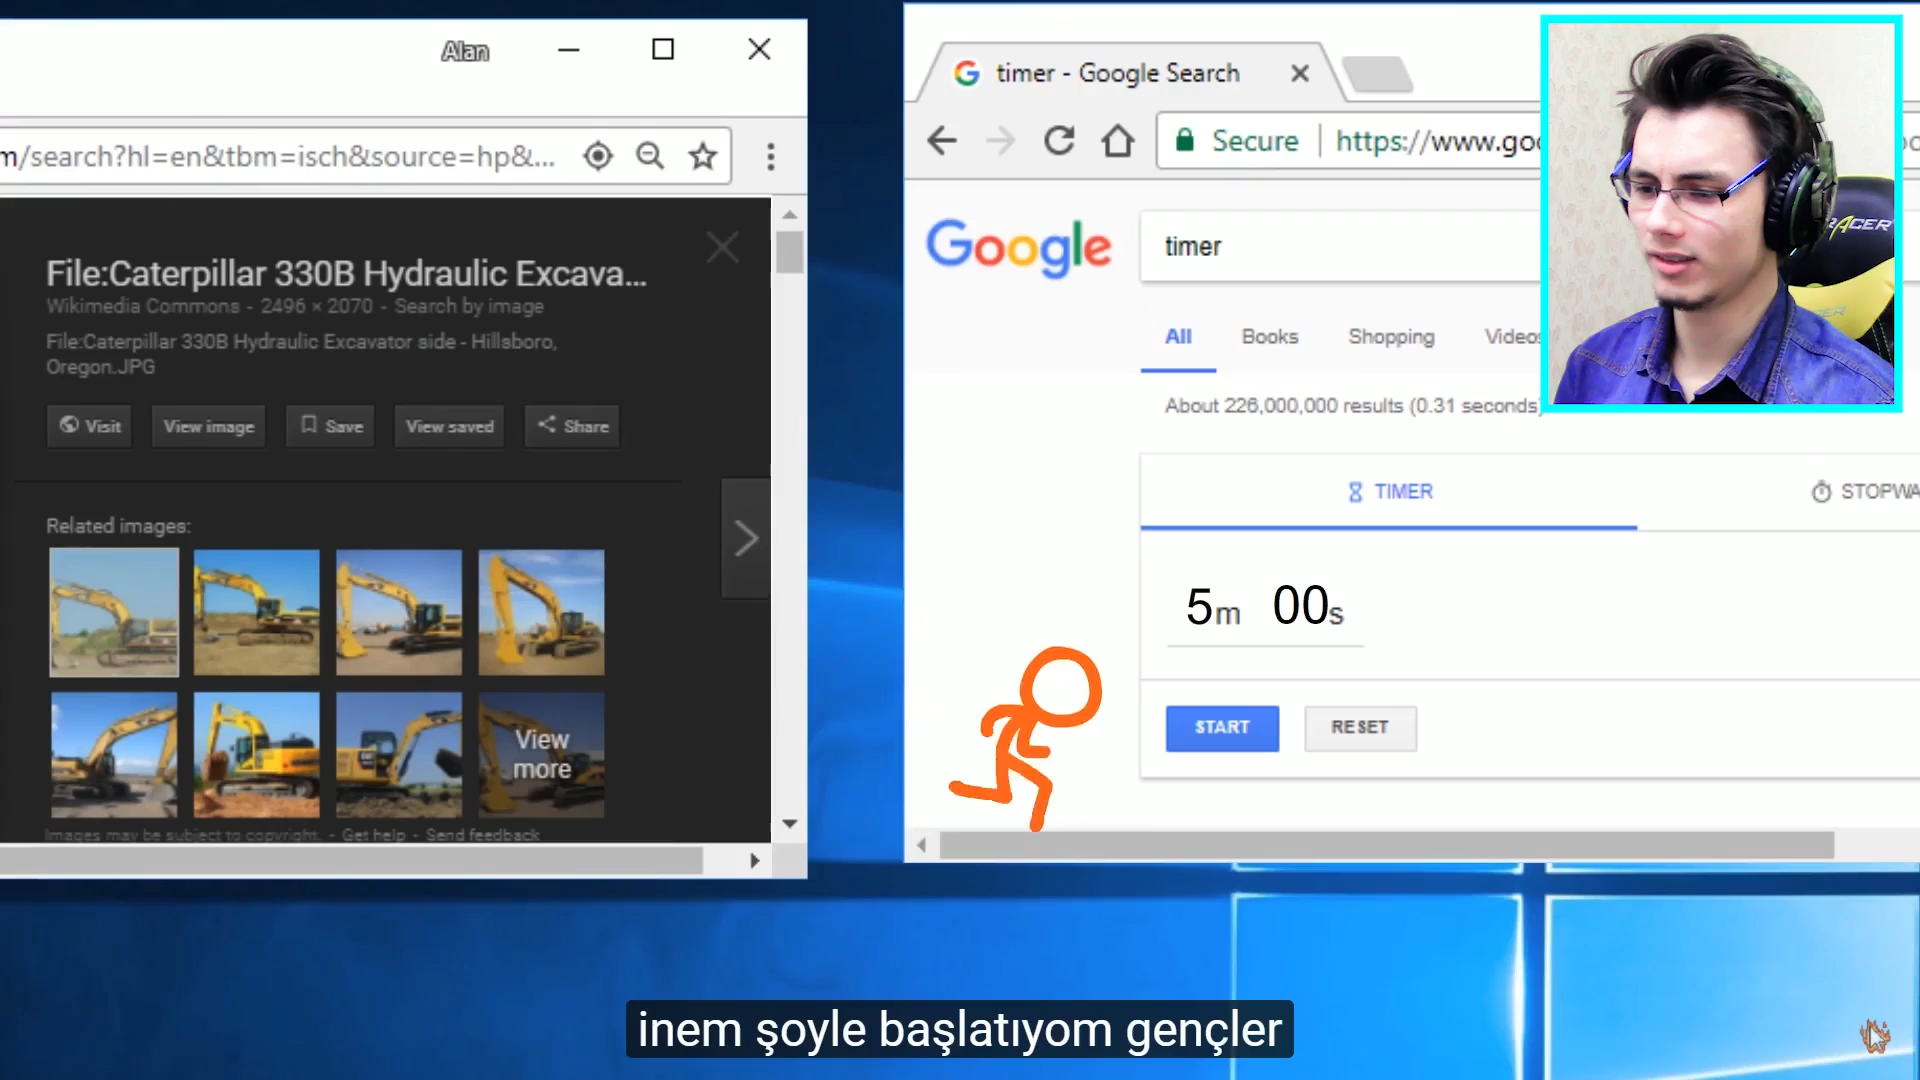 Alan
m/search?hl=en&tbm=isch&source=hp&...
File:Caterpillar 330B Hydraulic Excava...
Wikimedia Commons - 2496 × 2070 - Search by image
File:Caterpillar 330B Hydraulic Excavator side - Hillsboro,
Oregon.JPG
Visit View image Save View saved Share
Related images:
View
more
Images may be subject to copyright. - Get help - Send feedback
timer - Google Search
Secure https://www.goo
Google timer
All Books Shopping Videos
About 226,000,000 results (0.31 seconds)
TIMER STOPWA
5m 00s
START RESET
inem şoyle başlatıyom gençler